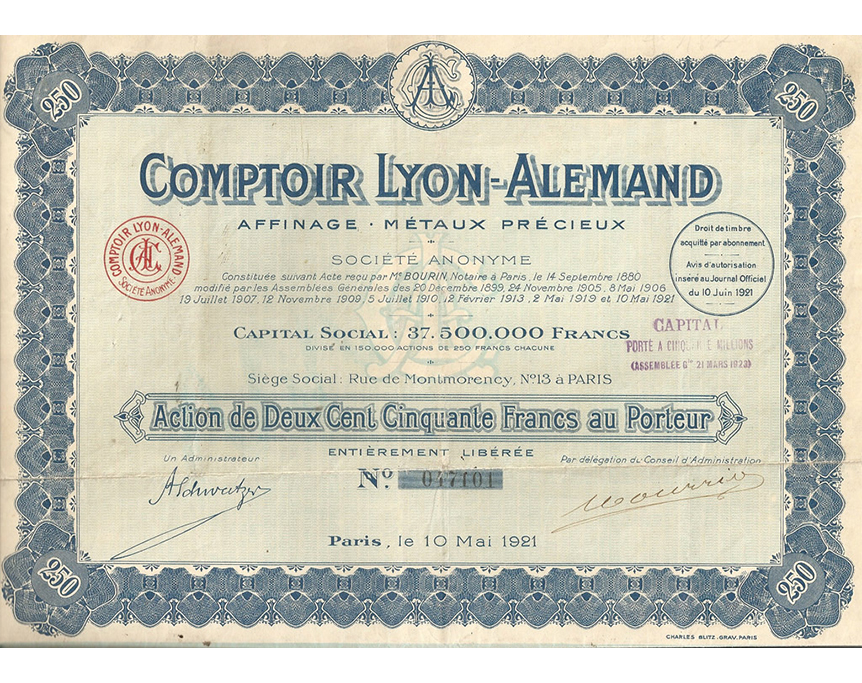 250
250
COMPTOIR LYON-ALEMAND
AFFINAGE · MÉTAUX PRÉCIEUX
COMPTOIR LYON-ALEMAND
SOCIÉTÉ ANONYME
Droit de timbre
acquitté par abonnement
Avis d'autorisation
inséré au Journal Officiel
du 10 Juin 1921
SOCIÉTÉ ANONYME
Constituée suivant Acte reçu par Me BOURIN, Notaire à Paris, le 14 Septembre 1880
modifié par les Assemblées Générales des 20 Décembre 1899, 24 Novembre 1905, 8 Mai 1906
19 Juillet 1907, 12 Novembre 1909, 5 Juillet 1910, 12 Février 1913, 2 Mai 1919 et 10 Mai 1921
CAPITAL SOCIAL : 37.500.000 FRANCS
DIVISÉ EN 150.000 ACTIONS DE 250 FRANCS CHACUNE
CAPITAL
PORTÉ A MILLIONS
(ASSEMBLÉE Gle 21 MARS 1923)
Siège Social : Rue de Montmorency, No 13 à PARIS
Action de Deux Cent Cinquante Francs au Porteur
ENTIÈREMENT LIBÉRÉE
Un Administrateur
Par délégation du Conseil d'Administration
No. 047101
Paris, le 10 Mai 1921
250
250
CHARLES BLITZ. GRAV. PARIS